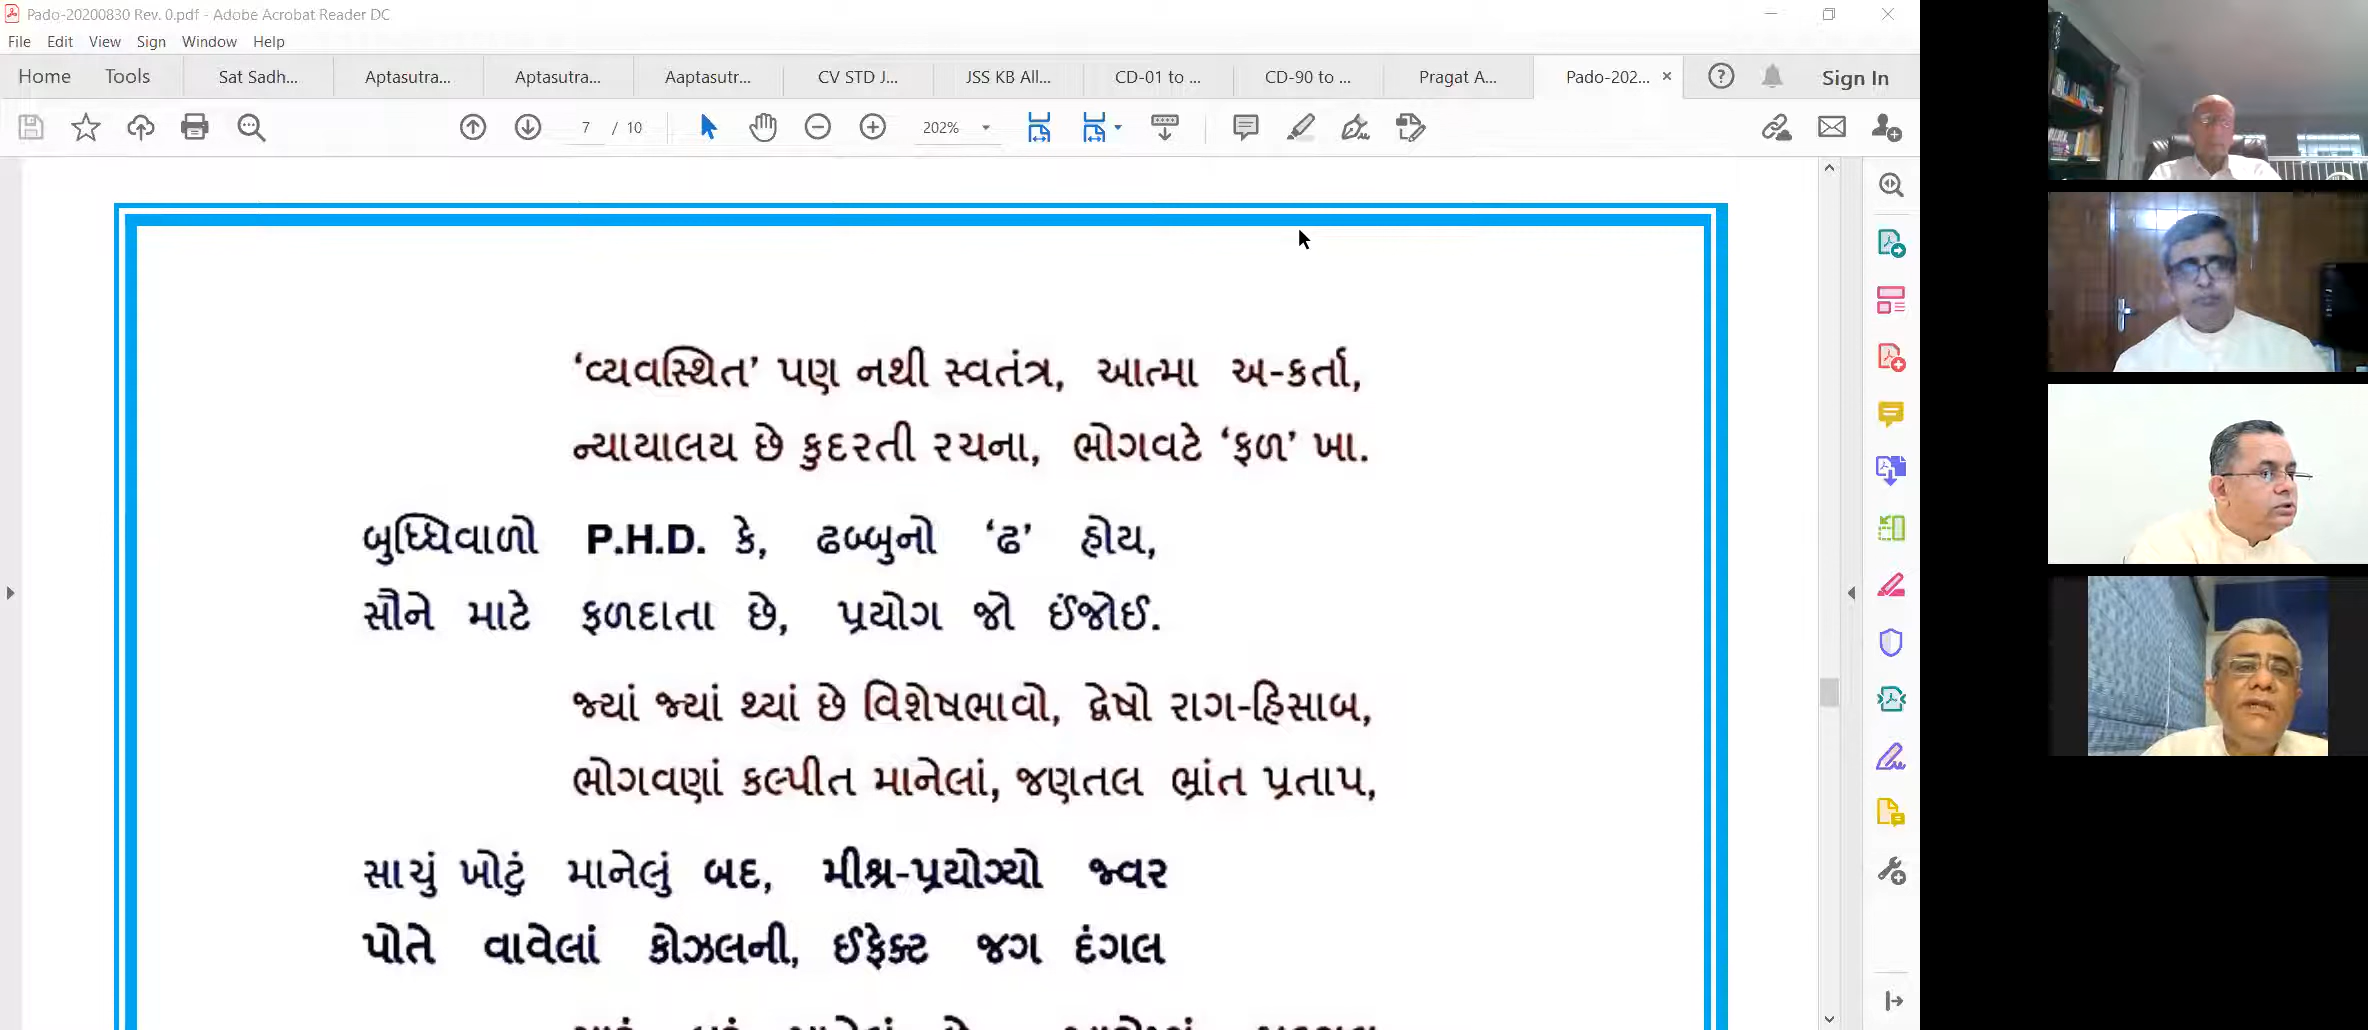 Pado-20200830 Rev. 0.pdf - Adobe Acrobat Reader DC
File Edit View Sign Window Help
Home Tools Sat Sadh... Aptasutra... Aptasutra... Aaptasutr... CV STD J... JSS KB All... CD-01 to ... CD-90 to ... Pragat A... Pado-202... Sign In
7 / 10 202%
‘વ્યવસ્થિત’ પણ નથી સ્વતંત્ર, આત્મા અ-કર્તા,
ન્યાયાલય છે કુદરતી રચના, ભોગવટે ‘ફળ’ ખા.
બુધ્ધિવાળો P.H.D. કે, ઢબ્બુનો ‘ઢ’ હોય,
સૌને માટે ફળદાતા છે, પ્રયોગ જો ઈંજોઈ.
જ્યાં જ્યાં થ્યાં છે વિશેષભાવો, દ્વેષો રાગ-હિસાબ,
ભોગવણાં કલ્પીત માનેલાં, જણતલ ભ્રાંત પ્રતાપ,
સાચું ખોટું માનેલું બદ, મીશ્ર-પ્રયોગ્યો જ્વર
પોતે વાવેલાં કોઝલની, ઈફેક્ટ જગ દંગલ